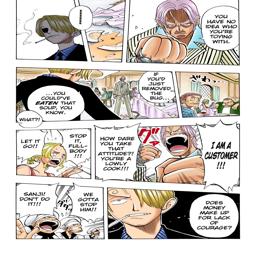 YOU HAVE
NO IDEA
WHO
YOU'RE
TOYING
WITH.
IF
YOU'D
JUST
REMOVED
THE
BUG...
...YOU
COULD'VE
EATEN THAT
SOUP, YOU
KNOW.
WHAT?!
I AM A
CUSTOMER
!!!
グッ
HOW DARE
YOU TAKE
THAT
ATTITUDE?!
YOU'RE A
LOWLY
COOK!!!
STOP
IT,
FULL-
BODY
!!!
LET IT
GO!!
DOES
MONEY
MAKE UP
FOR LACK
OF
COURAGE?
WE
GOTTA
STOP
HIM!!
SANJI!
DON'T
DO
IT!!!